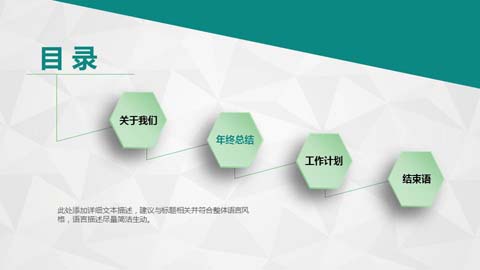 目录
关于我们
年终总结
工作计划
结束语
此处添加详细文本描述，建议与标题相关并符合整体语言风
格，语言描述尽量简洁生动。